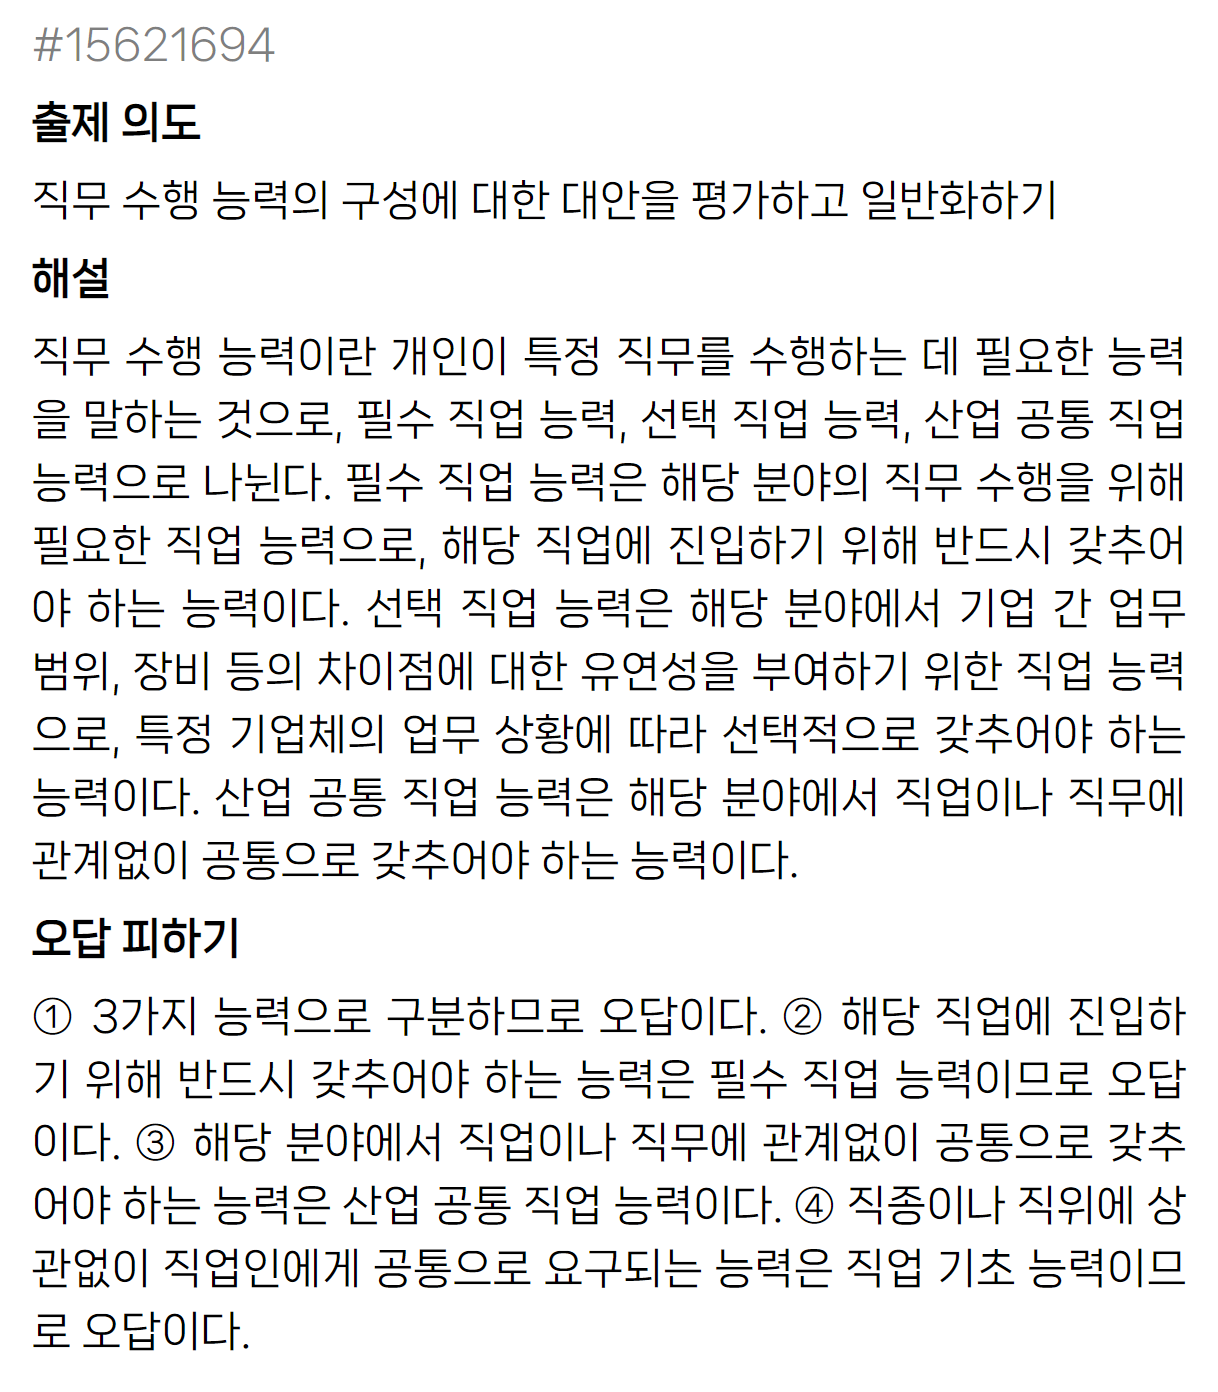 #15621694
출제 의도
직무 수행 능력의 구성에 대한 대안을 평가하고 일반화하기
해설
직무 수행 능력이란 개인이 특정 직무를 수행하는 데 필요한 능력
을 말하는 것으로, 필수 직업 능력, 선택 직업 능력, 산업 공통 직업
능력으로 나뉜다. 필수 직업 능력은 해당 분야의 직무 수행을 위해
필요한 직업 능력으로, 해당 직업에 진입하기 위해 반드시 갖추어
야 하는 능력이다. 선택 직업 능력은 해당 분야에서 기업 간 업무
범위, 장비 등의 차이점에 대한 유연성을 부여하기 위한 직업 능력
으로, 특정 기업체의 업무 상황에 따라 선택적으로 갖추어야 하는
능력이다. 산업 공통 직업 능력은 해당 분야에서 직업이나 직무에
관계없이 공통으로 갖추어야 하는 능력이다.
오답 피하기
① 3가지 능력으로 구분하므로 오답이다. ② 해당 직업에 진입하
기 위해 반드시 갖추어야 하는 능력은 필수 직업 능력이므로 오답
이다. ③ 해당 분야에서 직업이나 직무에 관계없이 공통으로 갖추
어야 하는 능력은 산업 공통 직업 능력이다. ④ 직종이나 직위에 상
관없이 직업인에게 공통으로 요구되는 능력은 직업 기초 능력이므
로 오답이다.